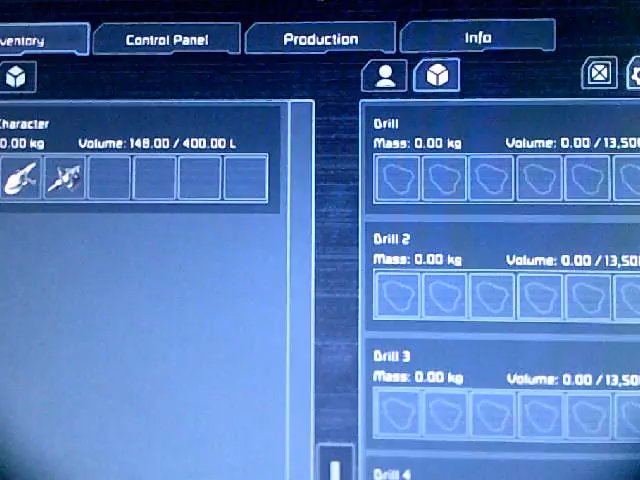 ventory
Control Panel
Production
Info
Character
0.00 kg Volume: 148.00 / 400.00 L
Drill
Mass: 0.00 kg Volume: 0.00 / 13,50
Drill 2
Mass: 0.00 kg Volume: 0.00 / 13,50
Drill 3
Mass: 0.00 kg Volume: 0.00 / 13,50
Drill 4